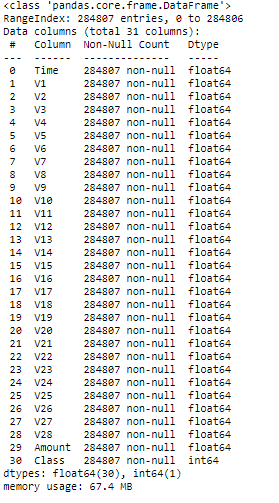 <class 'pandas.core.frame.DataFrame'>
RangeIndex: 284807 entries, 0 to 284806
Data columns (total 31 columns):
 #   Column  Non-Null Count   Dtype
---  ------  --------------   -----
 0   Time    284807 non-null  float64
 1   V1      284807 non-null  float64
 2   V2      284807 non-null  float64
 3   V3      284807 non-null  float64
 4   V4      284807 non-null  float64
 5   V5      284807 non-null  float64
 6   V6      284807 non-null  float64
 7   V7      284807 non-null  float64
 8   V8      284807 non-null  float64
 9   V9      284807 non-null  float64
 10  V10     284807 non-null  float64
 11  V11     284807 non-null  float64
 12  V12     284807 non-null  float64
 13  V13     284807 non-null  float64
 14  V14     284807 non-null  float64
 15  V15     284807 non-null  float64
 16  V16     284807 non-null  float64
 17  V17     284807 non-null  float64
 18  V18     284807 non-null  float64
 19  V19     284807 non-null  float64
 20  V20     284807 non-null  float64
 21  V21     284807 non-null  float64
 22  V22     284807 non-null  float64
 23  V23     284807 non-null  float64
 24  V24     284807 non-null  float64
 25  V25     284807 non-null  float64
 26  V26     284807 non-null  float64
 27  V27     284807 non-null  float64
 28  V28     284807 non-null  float64
 29  Amount  284807 non-null  float64
 30  Class   284807 non-null  int64
dtypes: float64(30), int64(1)
memory usage: 67.4 MB